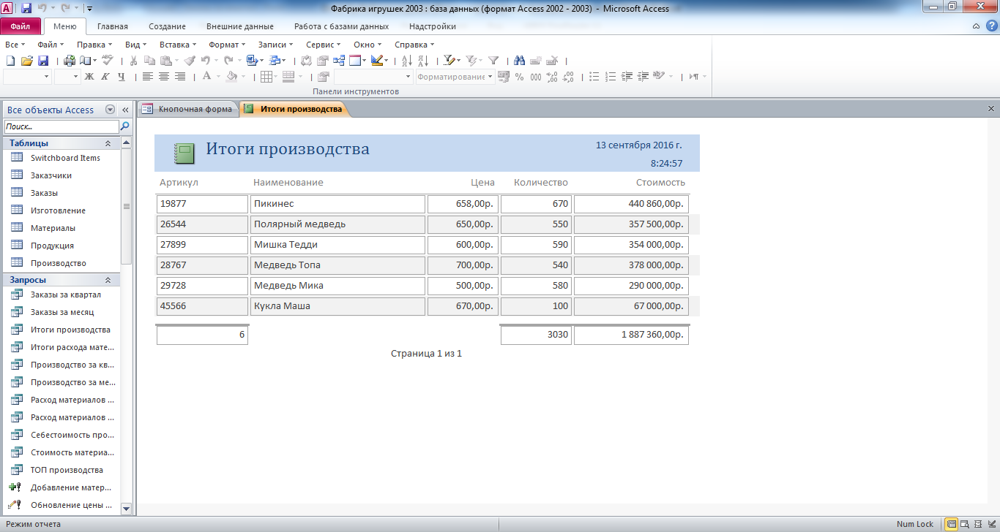 Фабрика игрушек 2003 : база данных (формат Access 2002 - 2003) - Microsoft Access
Файл Меню Главная Создание Внешние данные Работа с базами данных Надстройки
Все Файл Правка Вид Вставка Формат Записи Сервис Окно Справка
Ж К Ч А Форматирование % 000
Панели инструментов
Все объекты Access
Кнопочная форма Итоги производства
Поиск...
Таблицы
Switchboard Items
Заказчики
Заказы
Изготовление
Материалы
Продукция
Производство
Запросы
Заказы за квартал
Заказы за месяц
Итоги производства
Итоги расхода мате...
Производство за кв...
Производство за ме...
Расход материалов ...
Расход материалов ...
Себестоимость про...
Стоимость материа...
ТОП производства
Добавление матер...
Обновление цены ...
Итоги производства
13 сентября 2016 г.
8:24:57
Артикул Наименование Цена Количество Стоимость
19877 Пикинес 658,00р. 670 440 860,00р.
26544 Полярный медведь 650,00р. 550 357 500,00р.
27899 Мишка Тедди 600,00р. 590 354 000,00р.
28767 Медведь Топа 700,00р. 540 378 000,00р.
29728 Медведь Мика 500,00р. 580 290 000,00р.
45566 Кукла Маша 670,00р. 100 67 000,00р.
6 3030 1 887 360,00р.
Страница 1 из 1
Режим отчета Num Lock